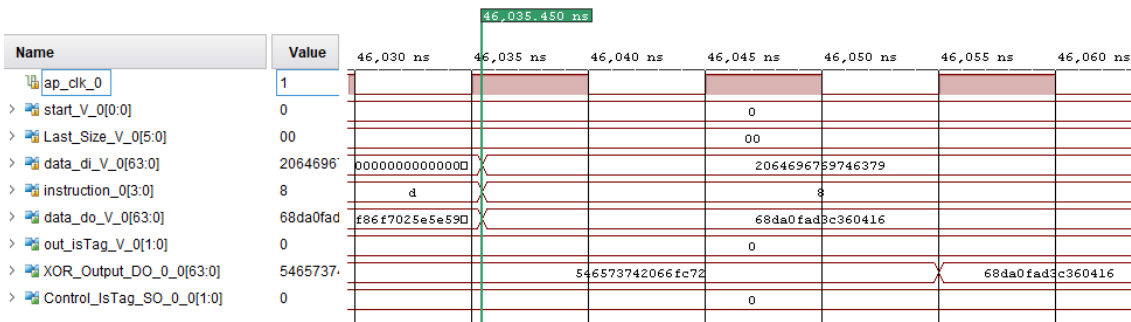 46,035.450 ns
Name Value 46,030 ns 46,035 ns 46,040 ns 46,045 ns 46,050 ns 46,055 ns 46,060 ns
ap_clk_0 1
start_V_0[0:0] 0 0
Last_Size_V_0[5:0] 00 00
data_di_V_0[63:0] 2064696 0000000000000 2064696769746379
instruction_0[3:0] 8 d 8
data_do_V_0[63:0] 68da0fad f86f7025e5e59 68da0fad3c360416
out_isTag_V_0[1:0] 0 0
XOR_Output_DO_0_0[63:0] 5465737 546573742066fc72 68da0fad3c360416
Control_IsTag_SO_0_0[1:0] 0 0